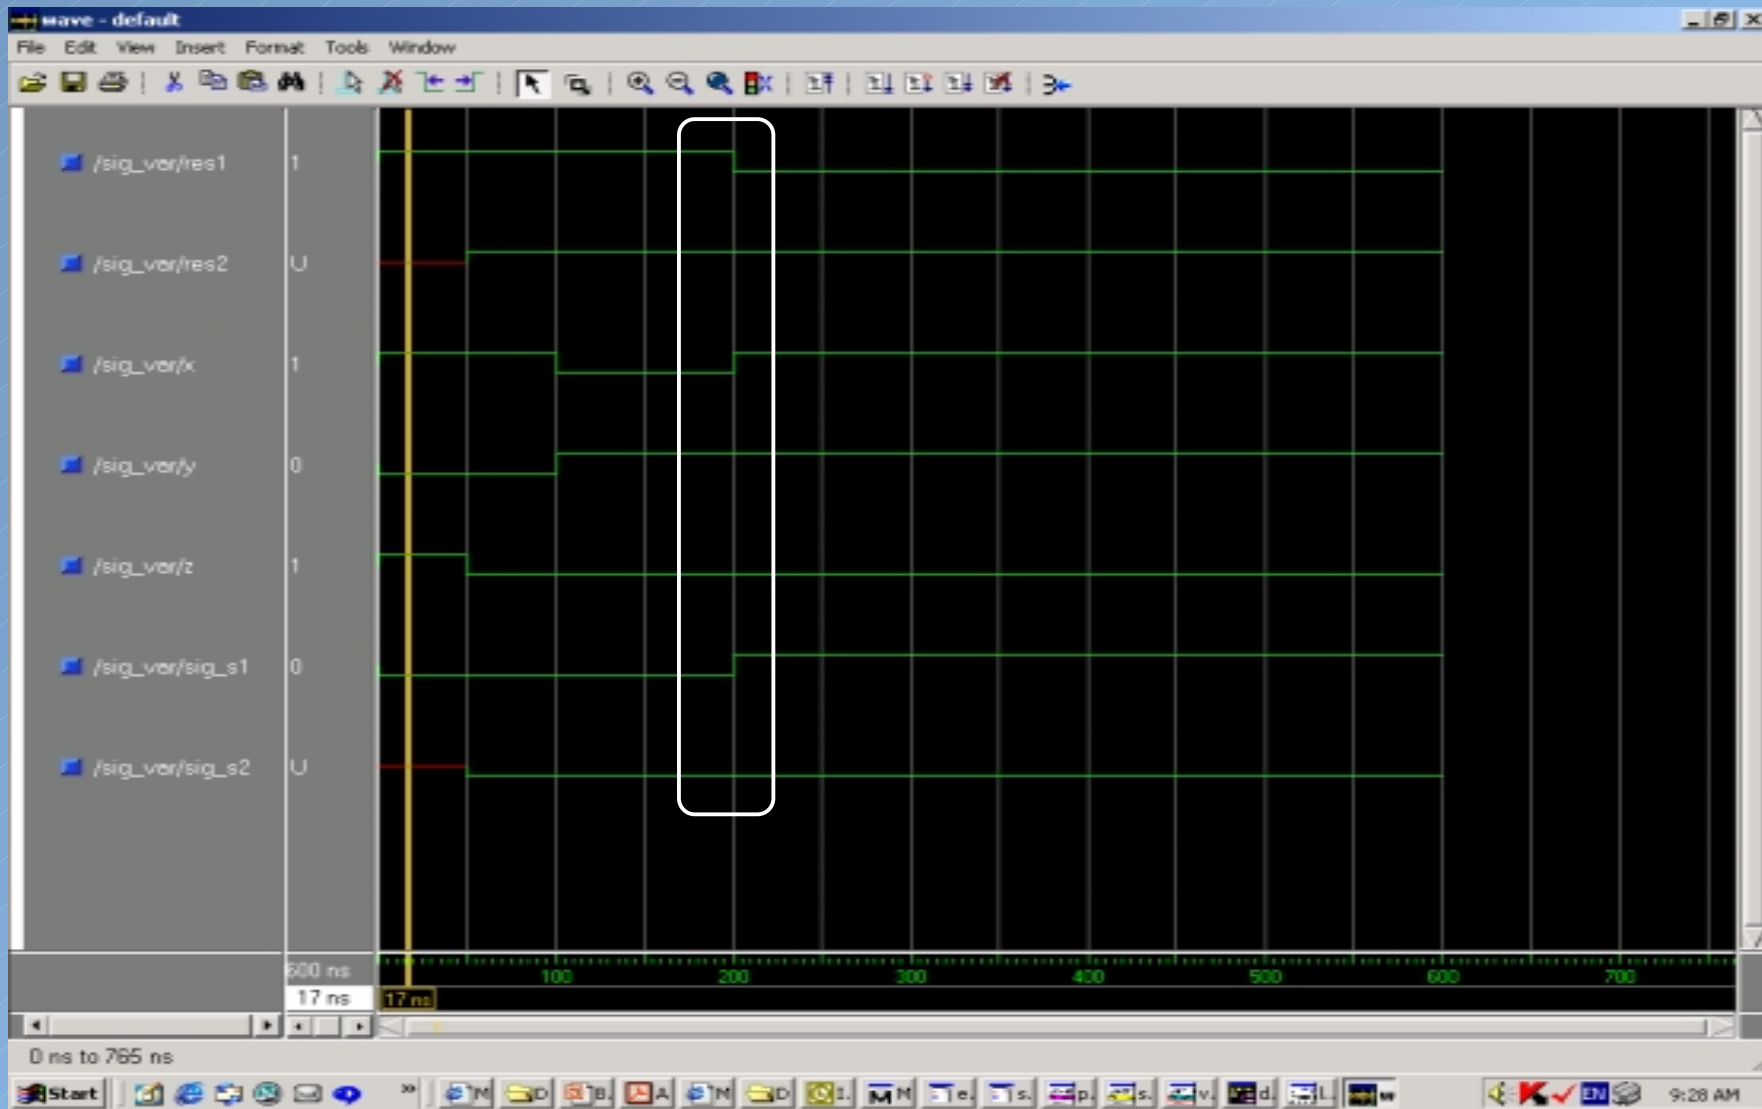 wave - default
File Edit View Insert Format Tools Window
/sig_var/res1 1
/sig_var/res2 U
/sig_var/x 1
/sig_var/y 0
/sig_var/z 1
/sig_var/sig_s1 0
/sig_var/sig_s2 U
600 ns 100 200 300 400 500 600 700
17 ns 17 ns
0 ns to 765 ns
Start » M D B. A M D I. M e. s. p. s. v. d. L. w EN 9:28 AM